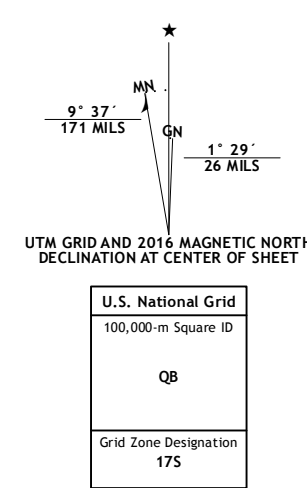 ★
MN
GN
9° 37´
171 MILS
1° 29´
26 MILS
UTM GRID AND 2016 MAGNETIC NORTH
DECLINATION AT CENTER OF SHEET
U.S. National Grid
100,000-m Square ID
QB
Grid Zone Designation
17S